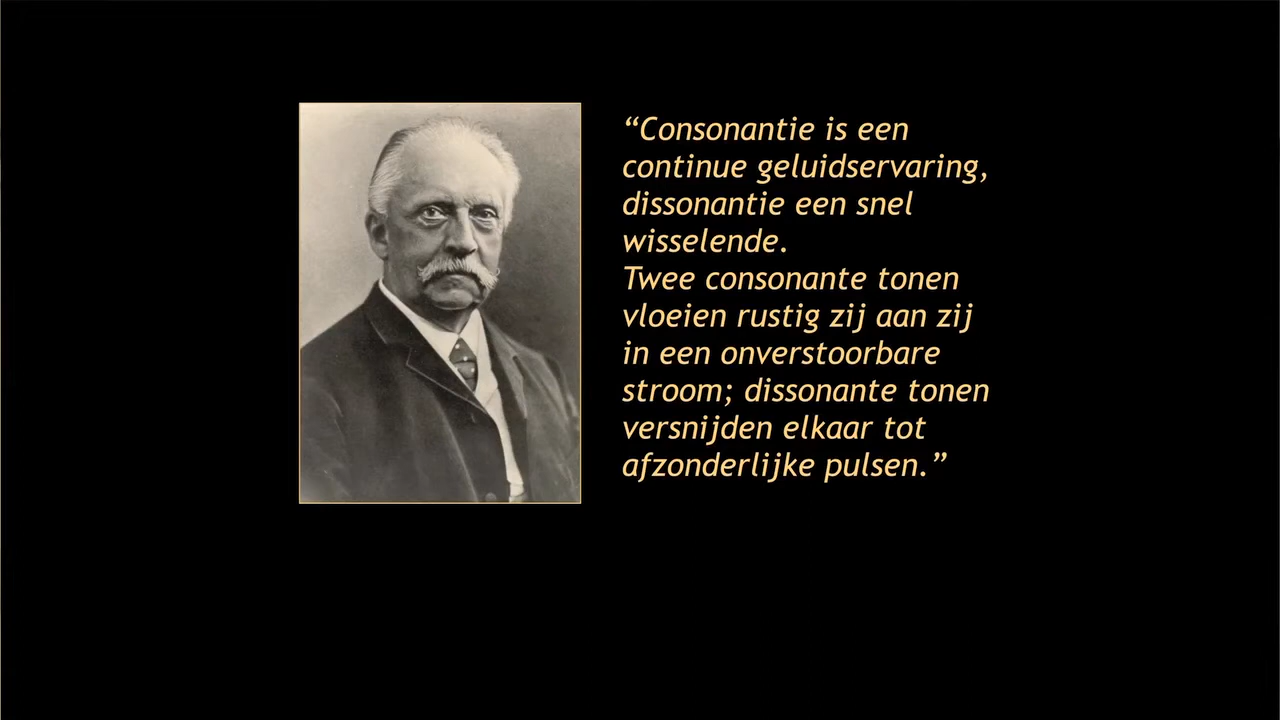 “Consonantie is een
continue geluidservaring,
dissonantie een snel
wisselende.
Twee consonante tonen
vloeien rustig zij aan zij
in een onverstoorbare
stroom; dissonante tonen
versnijden elkaar tot
afzonderlijke pulsen.”